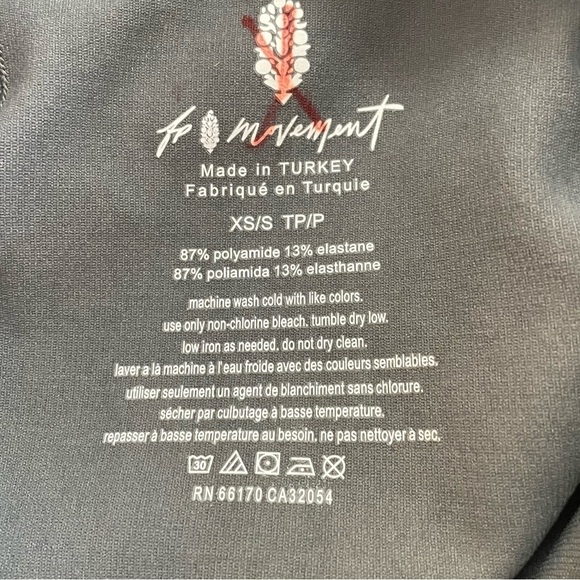 fp movement
Made in TURKEY
Fabriqué en Turquie
XS/S TP/P
87% polyamide 13% elastane
87% poliamida 13% elasthanne
machine wash cold with like colors.
use only non-chlorine bleach. tumble dry low.
low iron as needed. do not dry clean.
laver a là machine à l'eau froide avec des couleurs semblables.
utiliser seulement un agent de blanchiment sans chlorure.
sécher par culbutage à basse temperature.
repasser à basse temperature au besoin. ne pas nettoyer à sec.
30
RN 66170 CA32054